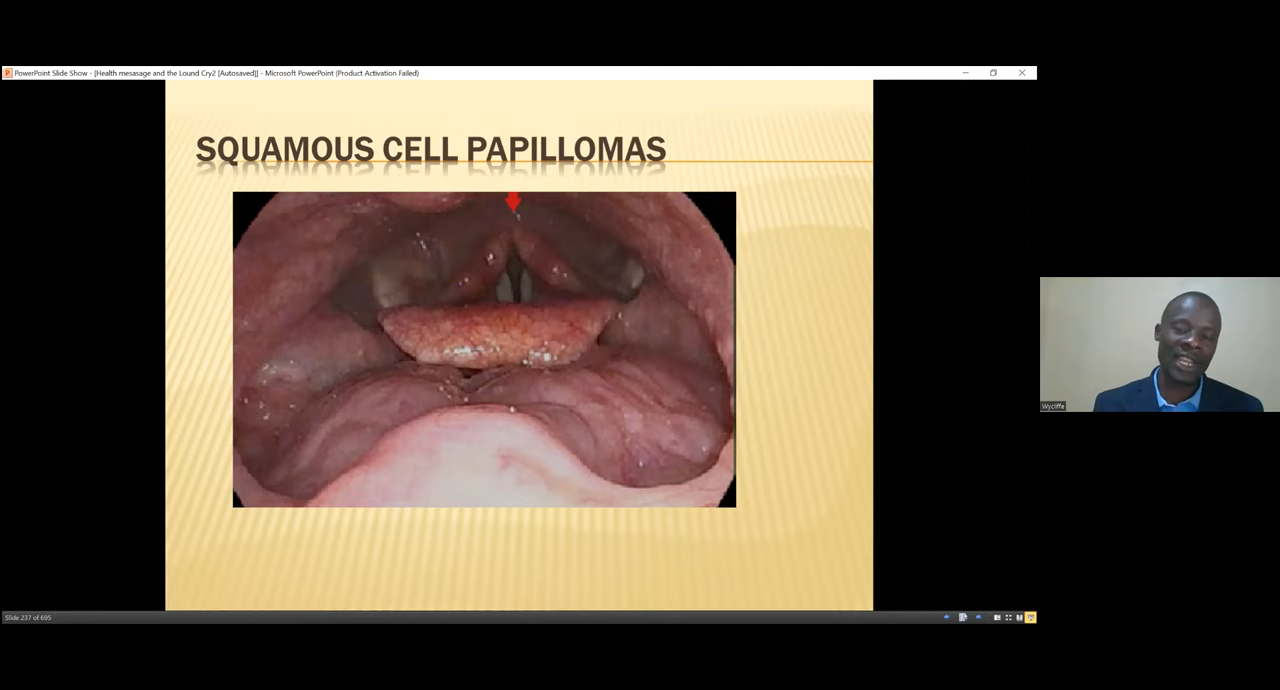 PowerPoint Slide Show - [Health mesasage and the Lound Cry2 [Autosaved]] - Microsoft PowerPoint (Product Activation Failed)
SQUAMOUS CELL PAPILLOMAS
Wycliffe
Slide 237 of 695